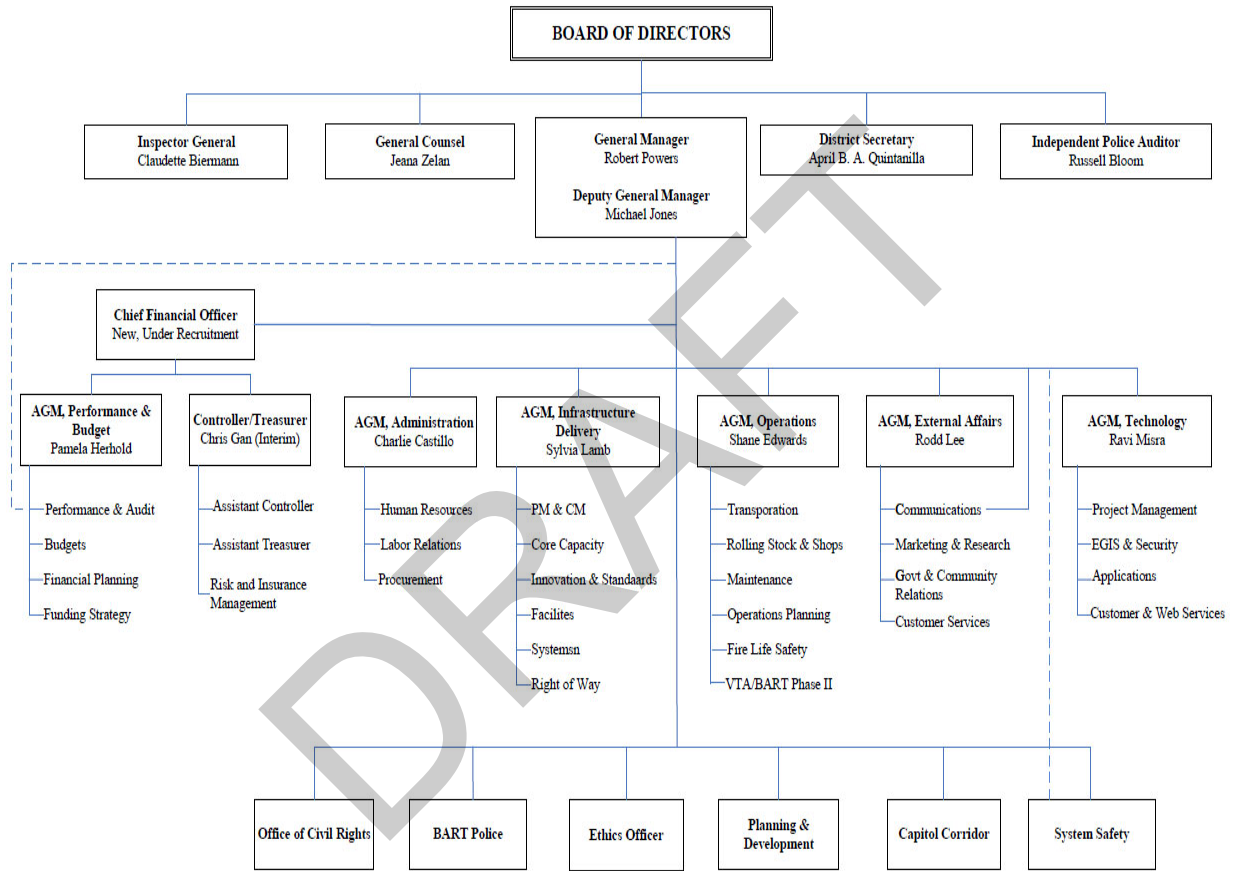 BOARD OF DIRECTORS
Inspector General
Claudette Biermann
General Counsel
Jeana Zelan
General Manager
Robert Powers
Deputy General Manager
Michael Jones
District Secretary
April B. A. Quintanilla
Independent Police Auditor
Russell Bloom
Chief Financial Officer
New, Under Recruitment
AGM, Performance &
Budget
Pamela Herhold
Controller/Treasurer
Chris Gan (Interim)
AGM, Administration
Charlie Castillo
AGM, Infrastructure
Delivery
Sylvia Lamb
AGM, Operations
Shane Edwards
AGM, External Affairs
Rodd Lee
AGM, Technology
Ravi Misra
Performance & Audit
Budgets
Financial Planning
Funding Strategy
Assistant Controller
Assistant Treasurer
Risk and Insurance
Management
Human Resources
Labor Relations
Procurement
PM & CM
Core Capacity
Innovation & Standaards
Facilites
Systemsn
Right of Way
Transporation
Rolling Stock & Shops
Maintenance
Operations Planning
Fire Life Safety
VTA/BART Phase II
Communications
Marketing & Research
Govt & Community
Relations
Customer Services
Project Management
EGIS & Security
Applications
Customer & Web Services
Office of Civil Rights
BART Police
Ethics Officer
Planning &
Development
Capitol Corridor
System Safety
DRAFT